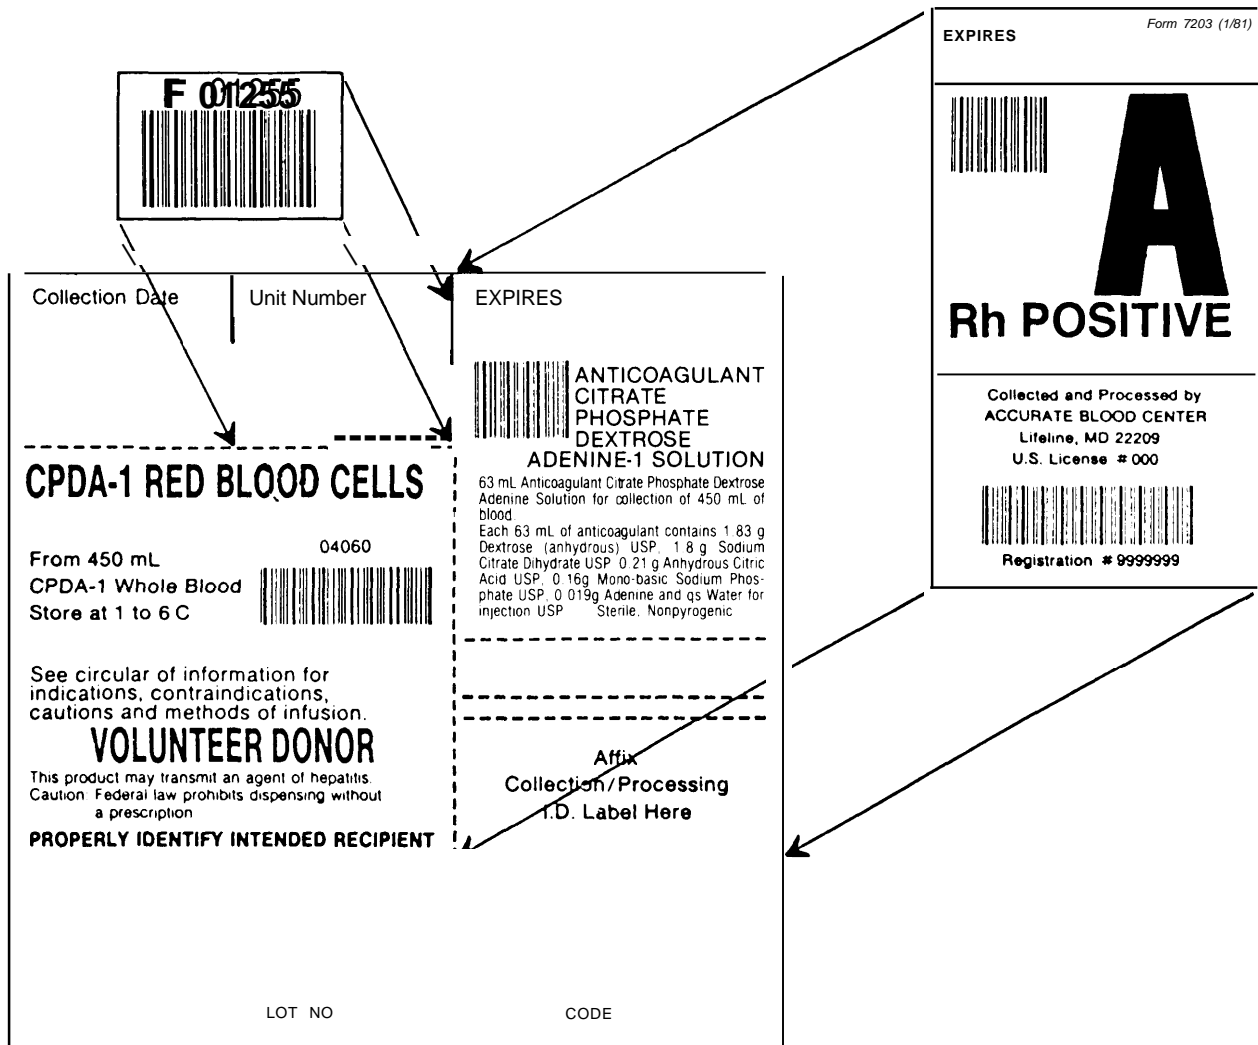 Form 7203 (1/81)
EXPIRES
F 01255
A
Rh POSITIVE
Collected and Processed by
ACCURATE BLOOD CENTER
Lifeline, MD 22209
U.S. License # 000
Registration # 9999999
Collection Date
Unit Number
EXPIRES
ANTICOAGULANT
CITRATE
PHOSPHATE
DEXTROSE
ADENINE-1 SOLUTION
63 mL Anticoagulant Citrate Phosphate Dextrose
Adenine Solution for collection of 450 mL of
blood.
Each 63 mL of anticoagulant contains 1.83 g
Dextrose (anhydrous) USP, 1.8 g Sodium
Citrate Dihydrate USP 0.21 g Anhydrous Citric
Acid USP, 0.16g Mono-basic Sodium Phos-
phate USP, 0 019g Adenine and qs Water for
injection USP Sterile, Nonpyrogenic
CPDA-1 RED BLOOD CELLS
From 450 mL
CPDA-1 Whole Blood
Store at 1 to 6 C
04060
See circular of information for
indications, contraindications,
cautions and methods of infusion.
VOLUNTEER DONOR
This product may transmit an agent of hepatitis.
Caution: Federal law prohibits dispensing without
a prescription
PROPERLY IDENTIFY INTENDED RECIPIENT
Affix
Collection/Processing
I.D. Label Here
LOT NO
CODE